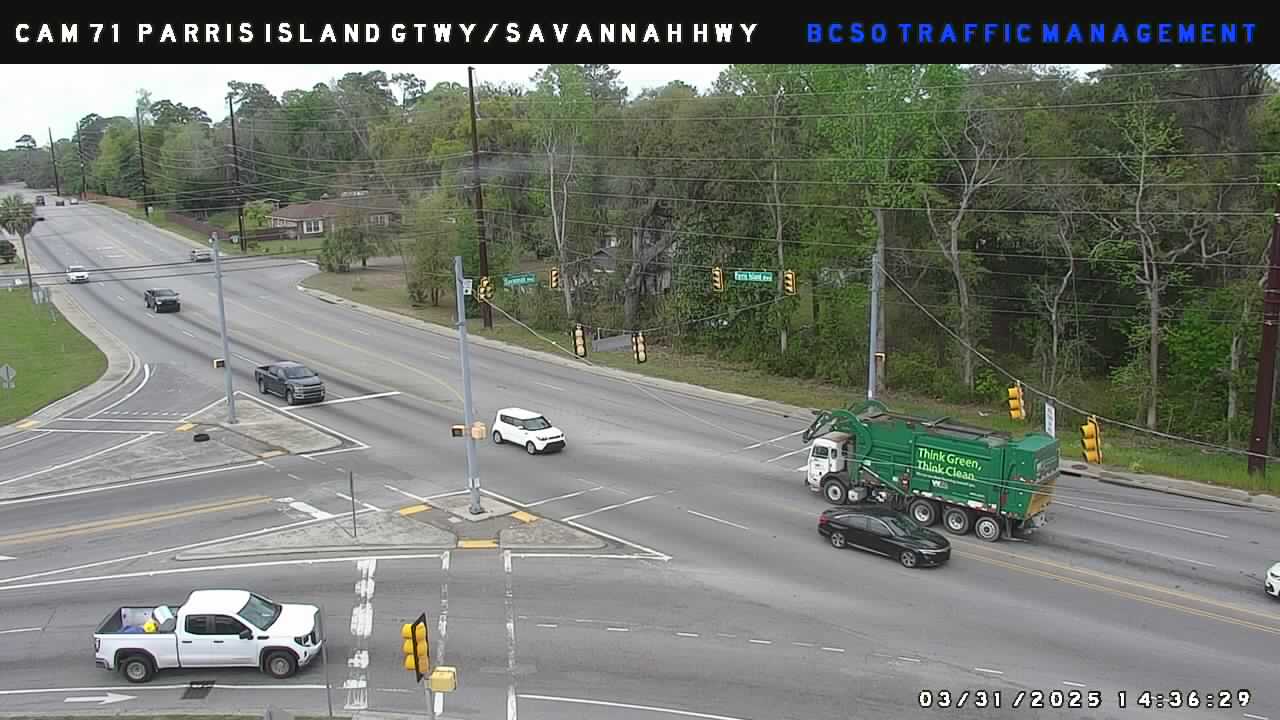 CAM 71 PARRIS ISLAND GTWY/SAVANNAH HWY
BCSO TRAFFIC MANAGEMENT
Think Green.
Think Clean.
WM
03/31/2025 14:36:29